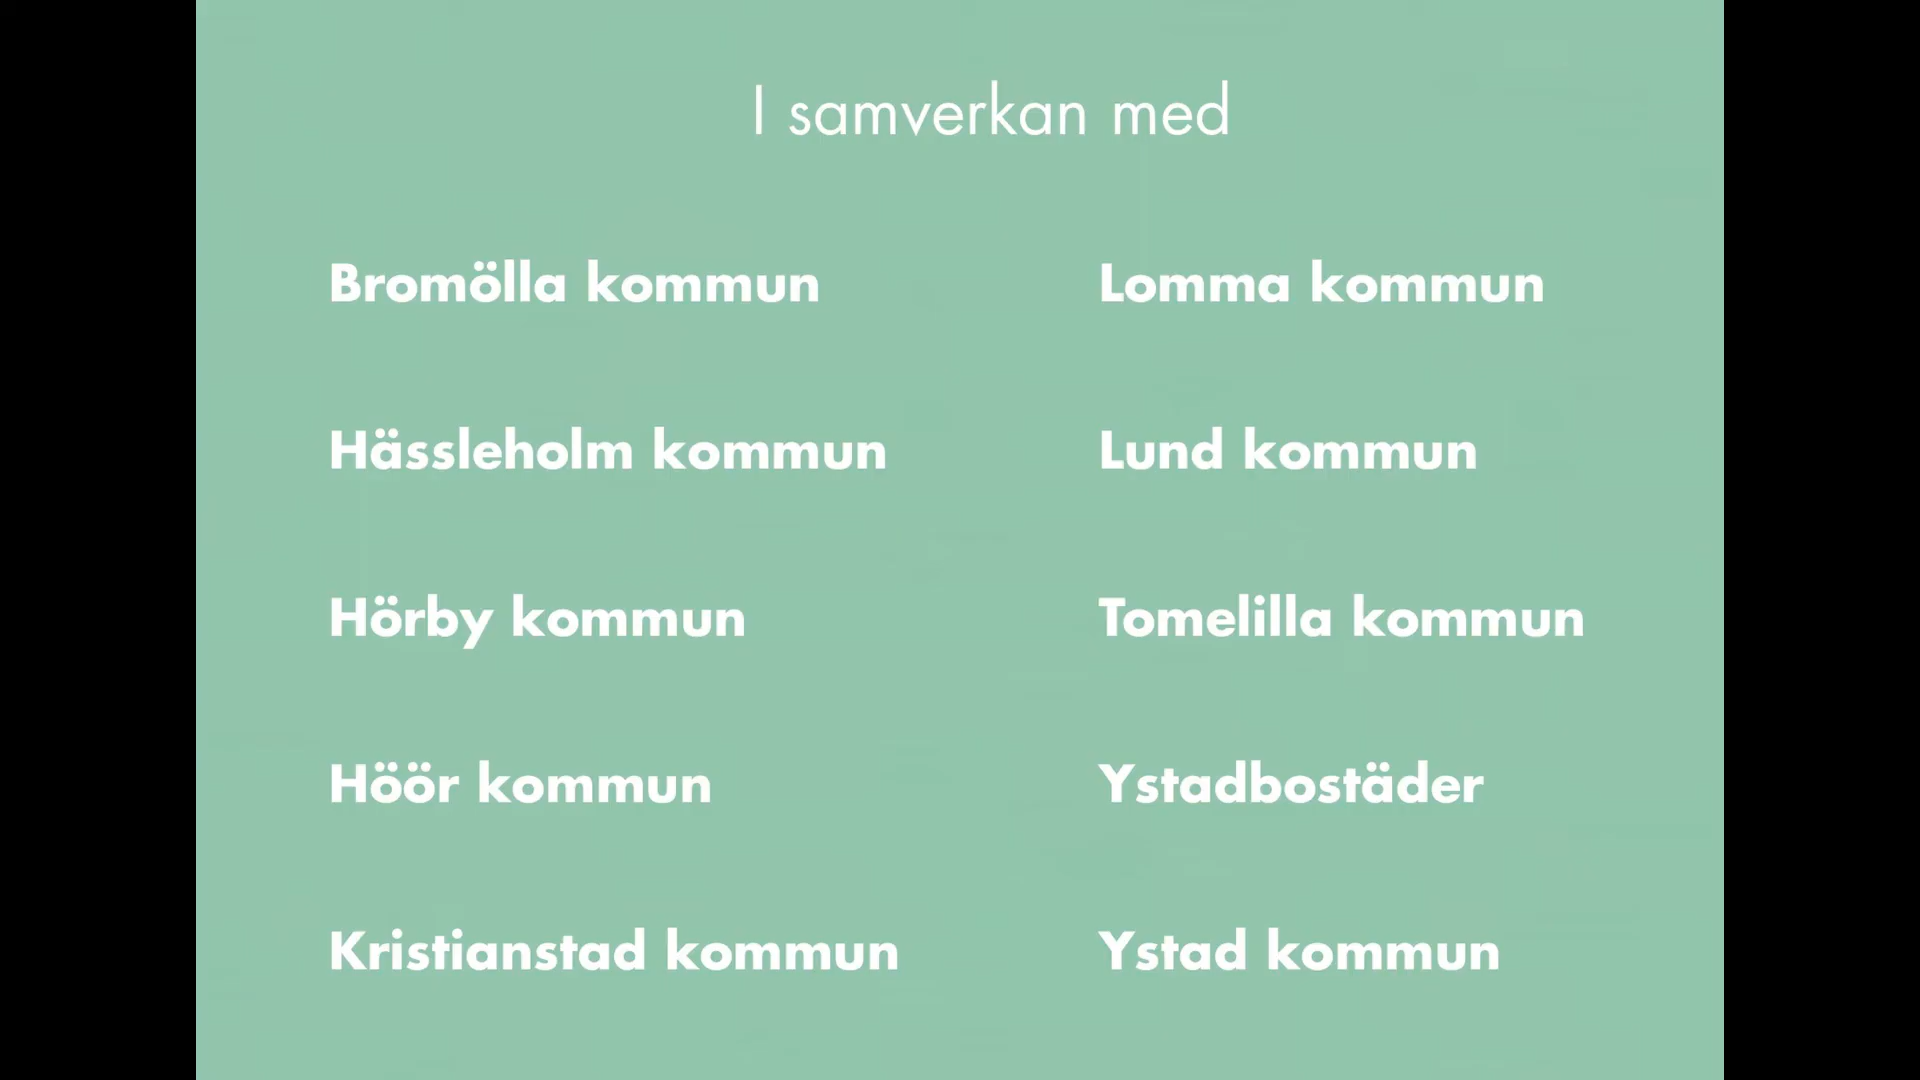 I samverkan med
Bromölla kommun
Hässleholm kommun
Hörby kommun
Höör kommun
Kristianstad kommun
Lomma kommun
Lund kommun
Tomelilla kommun
Ystadbostäder
Ystad kommun